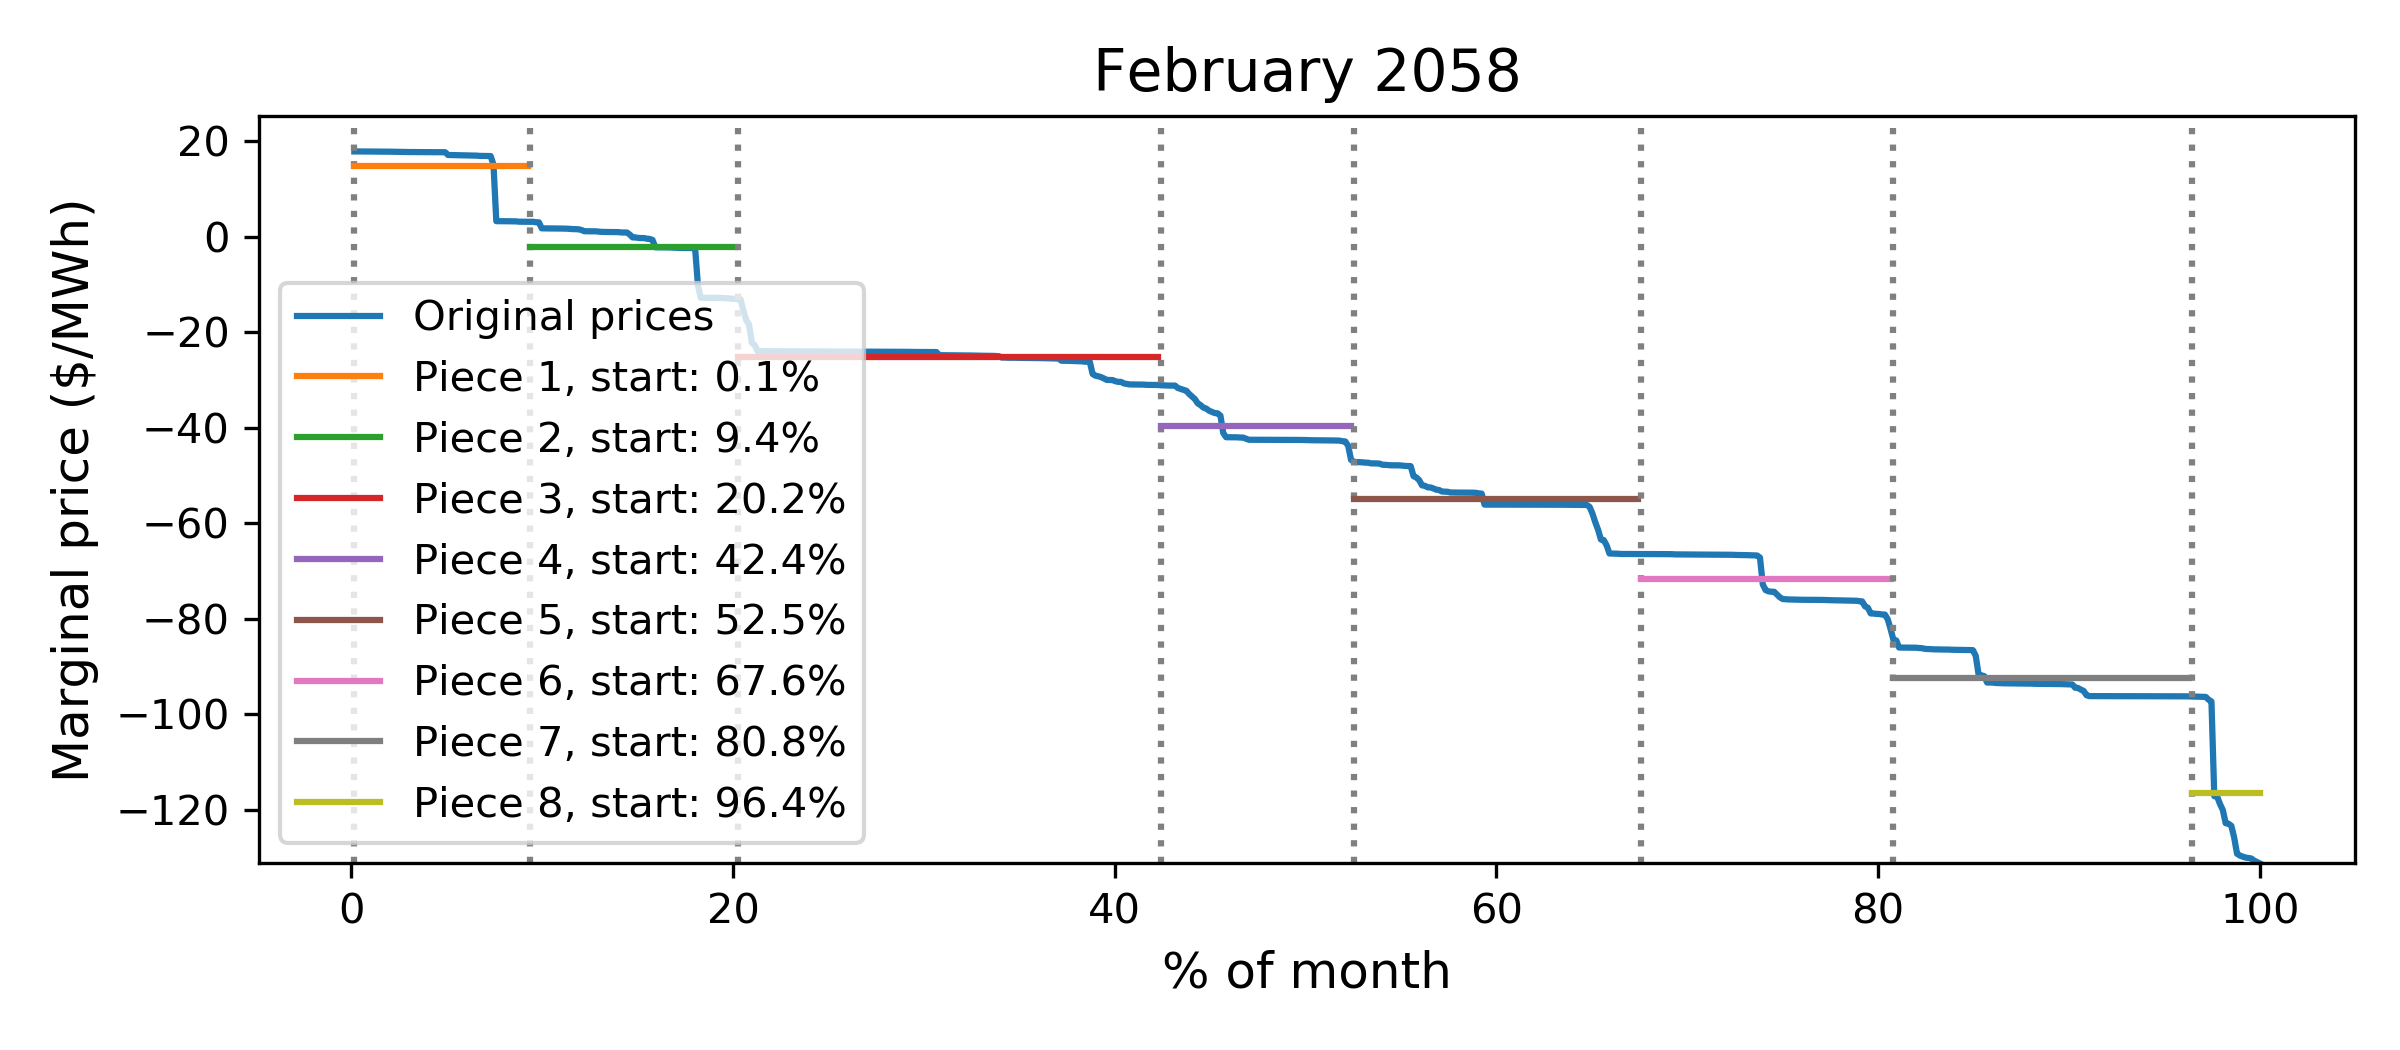 February 2058
Marginal price ($/MWh)
20
0
−20
−40
−60
−80
−100
−120
Original prices
Piece 1, start: 0.1%
Piece 2, start: 9.4%
Piece 3, start: 20.2%
Piece 4, start: 42.4%
Piece 5, start: 52.5%
Piece 6, start: 67.6%
Piece 7, start: 80.8%
Piece 8, start: 96.4%
0 20 40 60 80 100
% of month